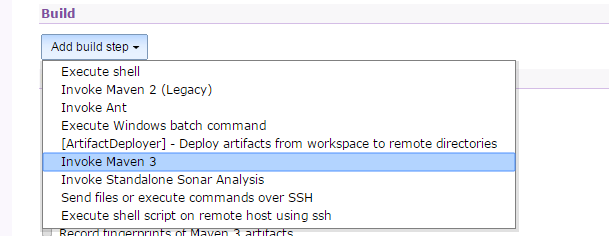 Build
Add build step
Execute shell
Invoke Maven 2 (Legacy)
Invoke Ant
Execute Windows batch command
[ArtifactDeployer] - Deploy artifacts from workspace to remote directories
Invoke Maven 3
Invoke Standalone Sonar Analysis
Send files or execute commands over SSH
Execute shell script on remote host using ssh
Record fingerprints of Maven 3 artifacts